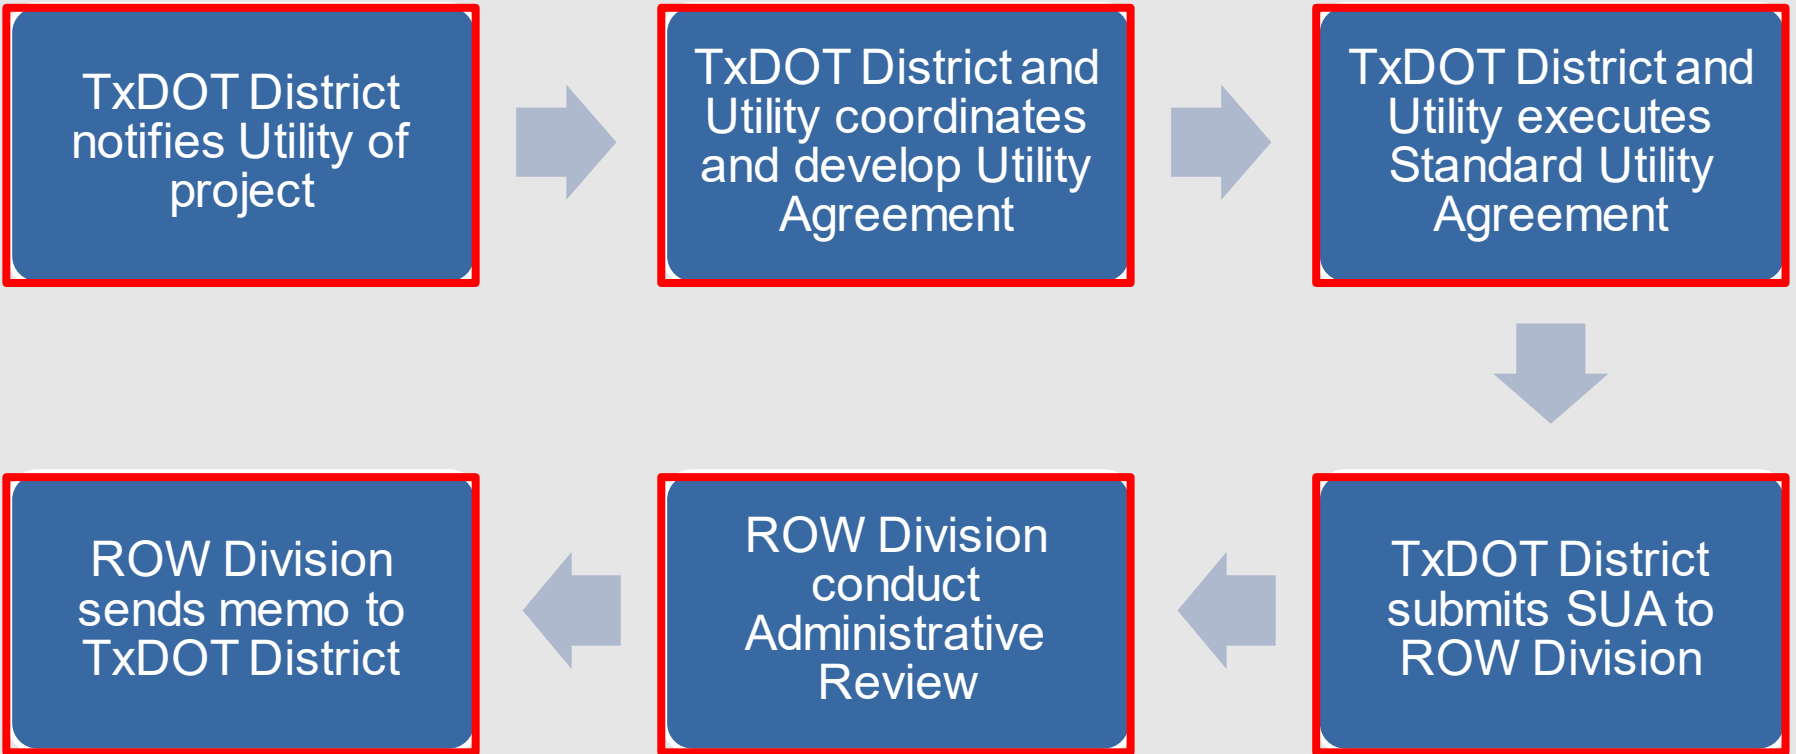 TxDOT District
notifies Utility of
project
TxDOT District and
Utility coordinates
and develop Utility
Agreement
TxDOT District and
Utility executes
Standard Utility
Agreement
TxDOT District
submits SUA to
ROW Division
ROW Division
conduct
Administrative
Review
ROW Division
sends memo to
TxDOT District